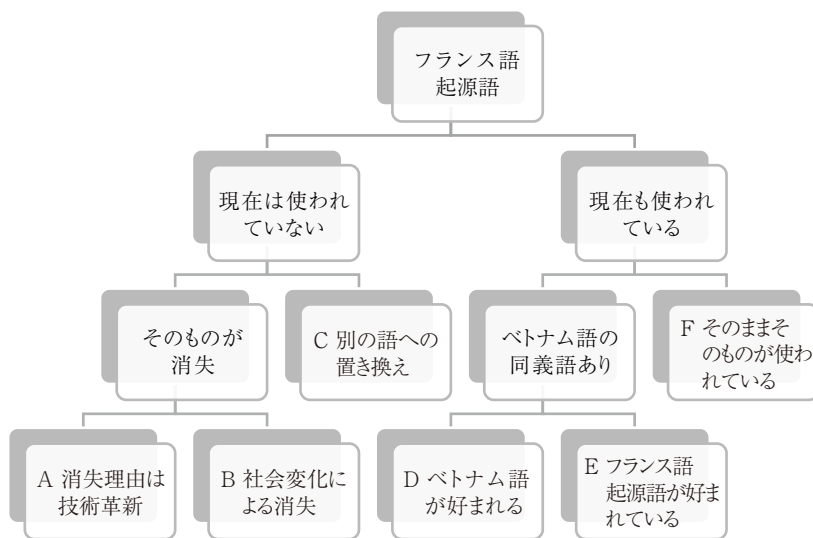 フランス語
起源語
現在は使われ
ていない
現在も使われ
ている
そのものが
消失
C 別の語への
置き換え
ベトナム語の
同義語あり
F そのままそ
のものが使わ
れている
A 消失理由は
技術革新
B 社会変化に
よる消失
D ベトナム語
が好まれる
E フランス語
起源語が好ま
れている